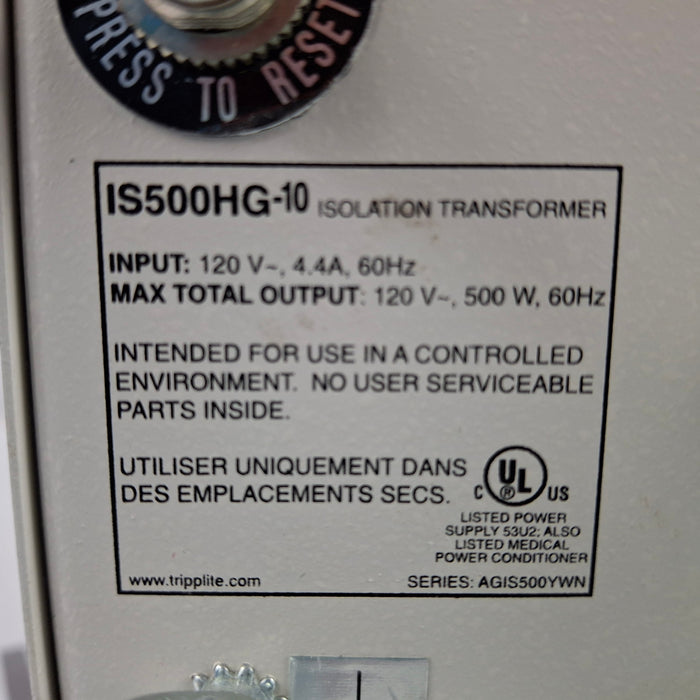 PRESS TO RESET
IS500HG-10 ISOLATION TRANSFORMER
INPUT: 120 V~, 4.4A, 60Hz
MAX TOTAL OUTPUT: 120 V~, 500 W, 60Hz
INTENDED FOR USE IN A CONTROLLED
ENVIRONMENT. NO USER SERVICEABLE
PARTS INSIDE.
UTILISER UNIQUEMENT DANS
DES EMPLACEMENTS SECS.
C UL ® US
LISTED POWER
SUPPLY 53U2; ALSO
LISTED MEDICAL
POWER CONDITIONER
www.tripplite.com SERIES: AGIS500YWN